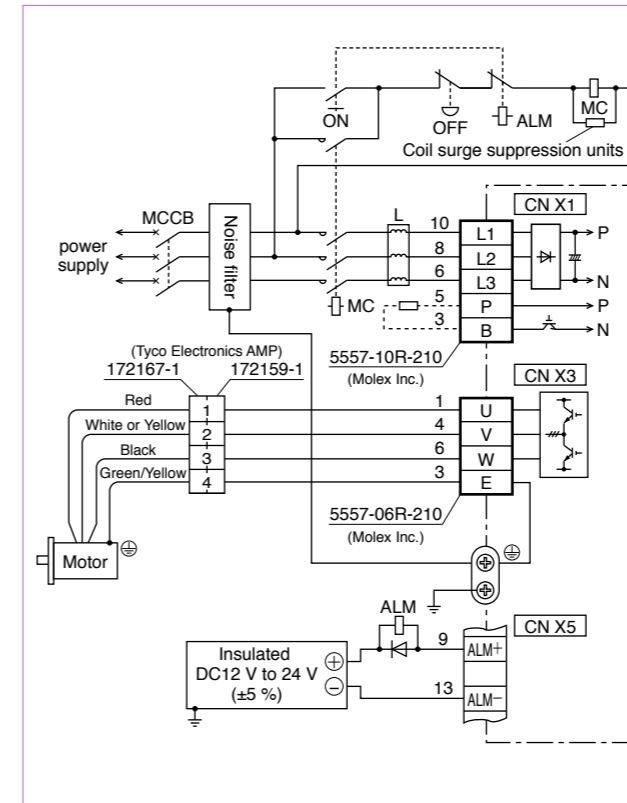 ON
OFF
ALM
MC
Coil surge suppression units
MCCB
power
supply
Noise filter
L
MC
10
8
6
5
3
L1
L2
L3
P
B
CN X1
P
N
P
N
5557-10R-210
(Molex Inc.)
(Tyco Electronics AMP)
172167-1
172159-1
Red
White or Yellow
Black
Green/Yellow
1
2
3
4
1
4
6
3
U
V
W
E
CN X3
5557-06R-210
(Molex Inc.)
Motor
ALM
CN X5
Insulated
DC12 V to 24 V
(±5 %)
+
−
9
13
ALM+
ALM−